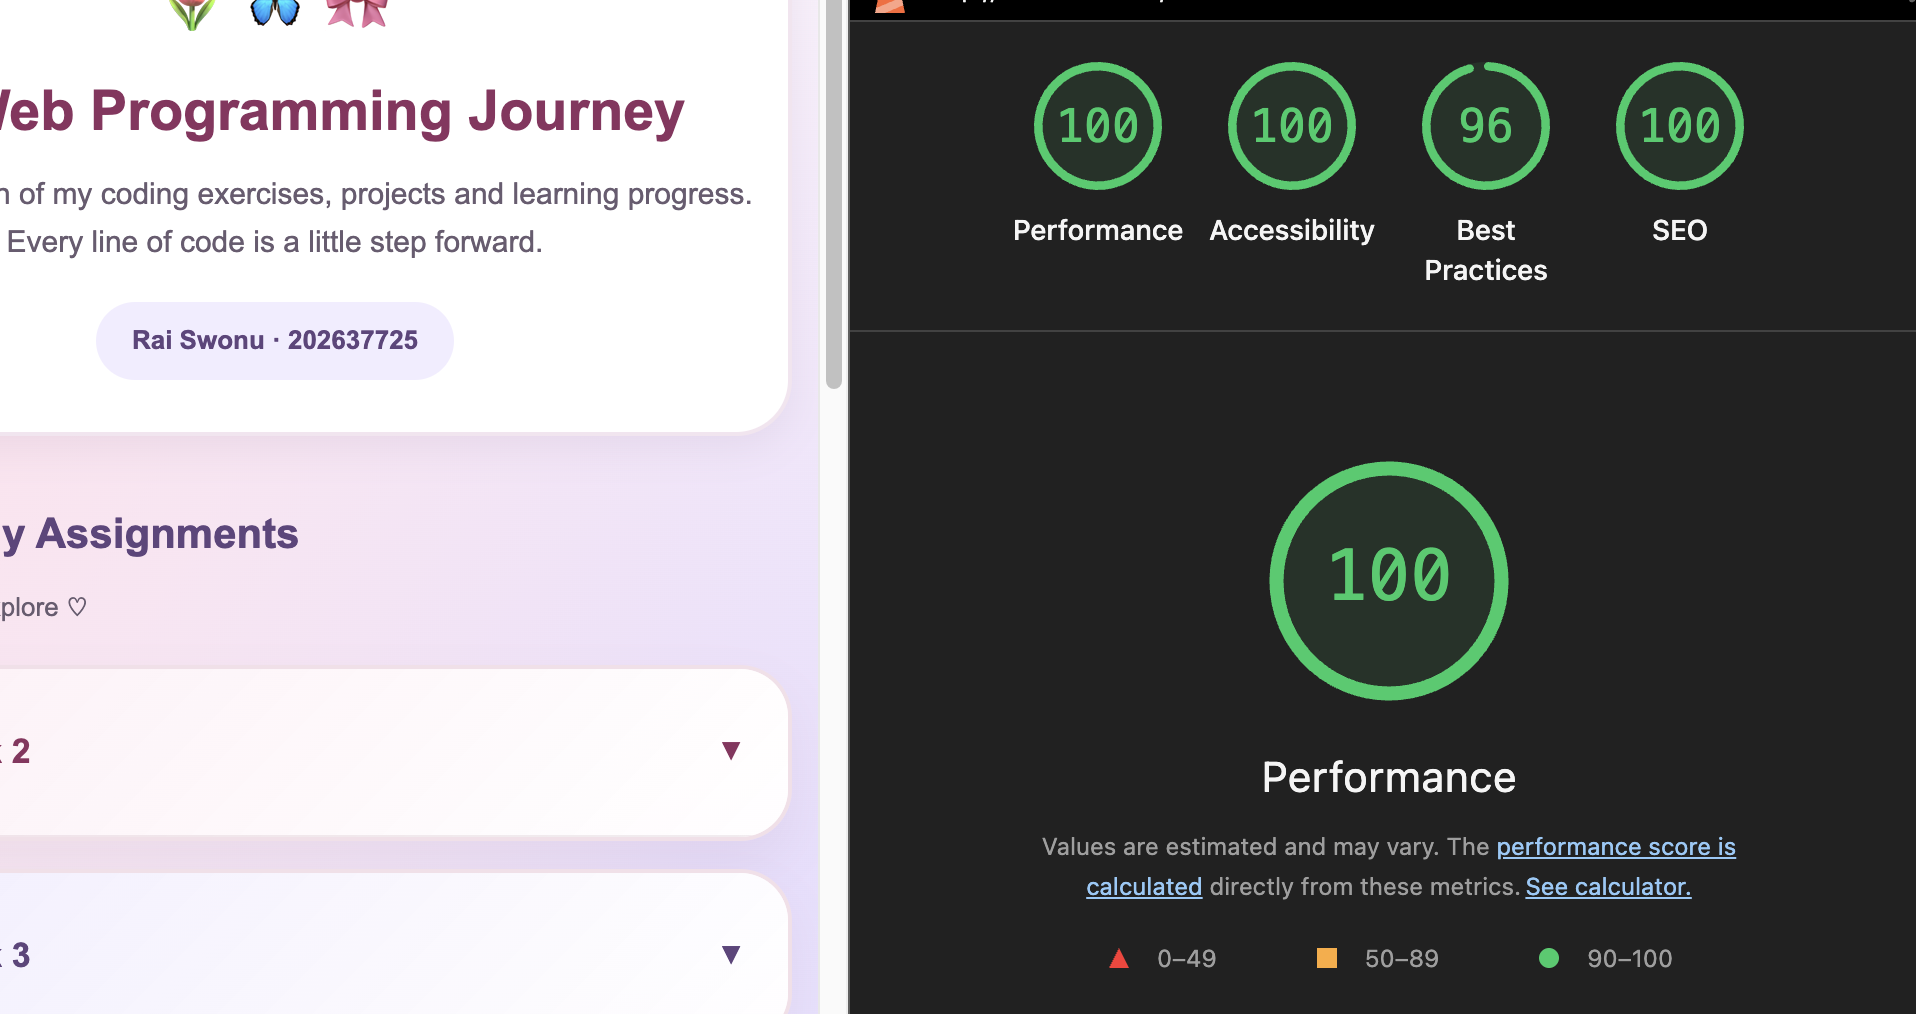 Web Programming Journey
of my coding exercises, projects and learning progress.
Every line of code is a little step forward.
Rai Swonu · 202637725
y Assignments
plore ♡
2
▼
3
▼
100
100
96
100
Performance
Accessibility
Best
Practices
SEO
100
Performance
Values are estimated and may vary. The performance score is
calculated directly from these metrics. See calculator.
0–49
50–89
90–100